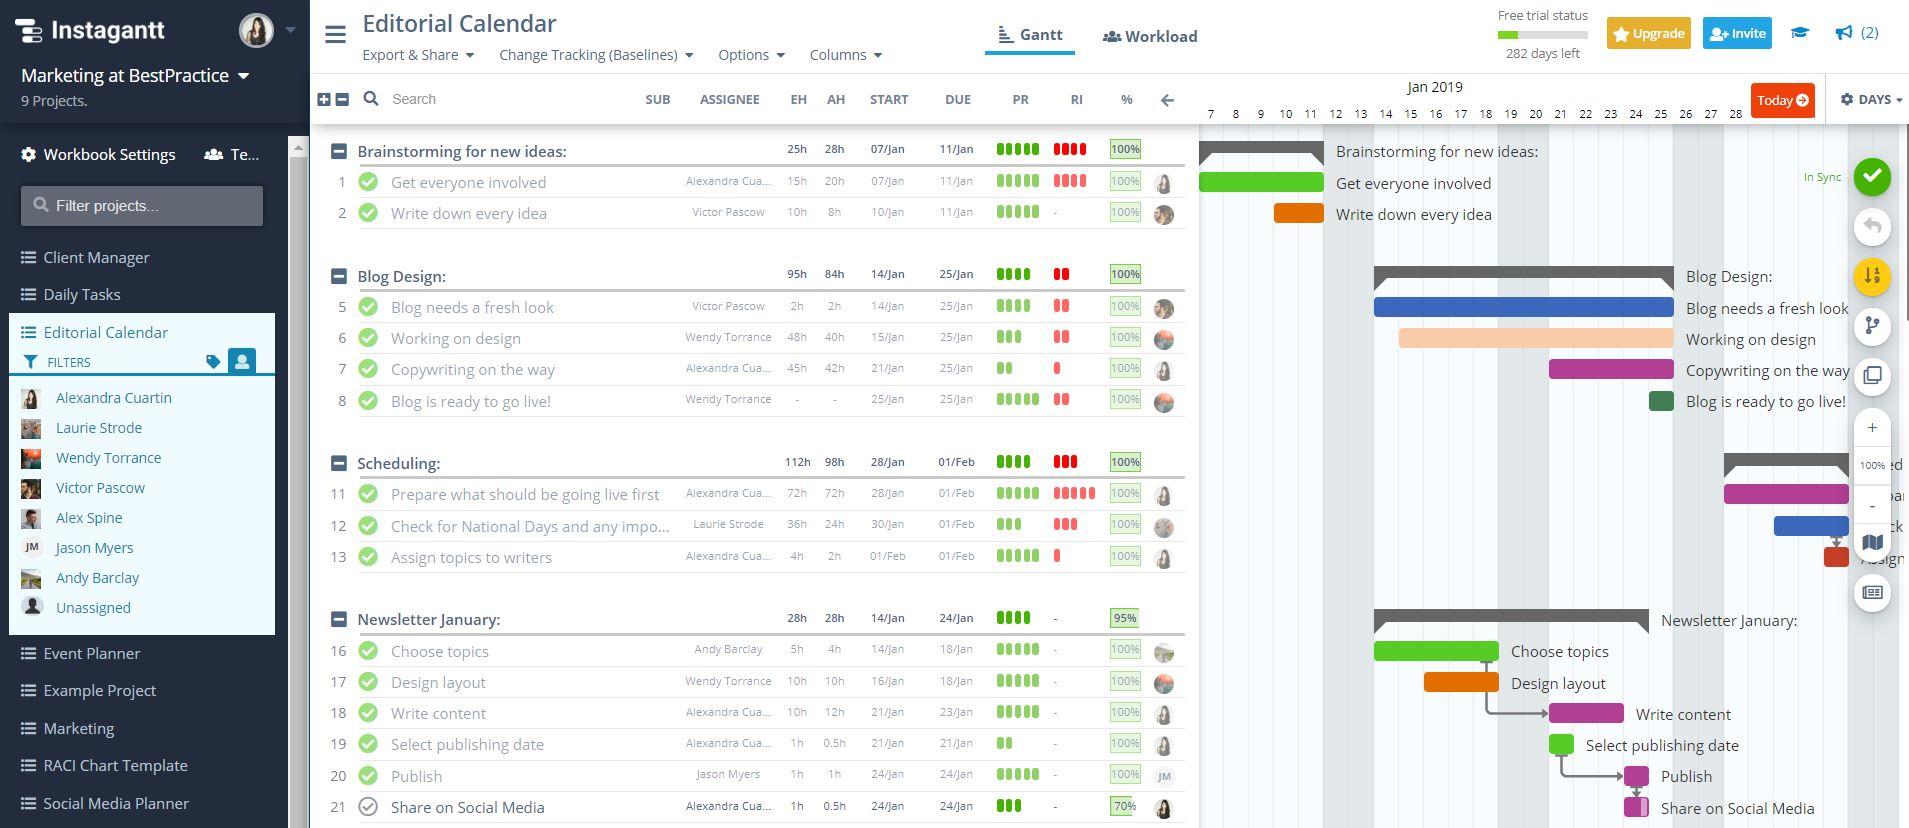 Instagantt
Marketing at BestPractice
9 Projects.
Workbook Settings Te...
Filter projects...
Client Manager
Daily Tasks
Editorial Calendar
FILTERS
Alexandra Cuartin
Laurie Strode
Wendy Torrance
Victor Pascow
Alex Spine
JM Jason Myers
Andy Barclay
Unassigned
Event Planner
Example Project
Marketing
RACI Chart Template
Social Media Planner
Editorial Calendar
Export & Share Change Tracking (Baselines) Options Columns
Gantt Workload
Free trial status
282 days left
Upgrade Invite (2)
Search SUB ASSIGNEE EH AH START DUE PR RI %
Jan 2019
7 8 9 10 11 12 13 14 15 16 17 18 19 20 21 22 23 24 25 26 27 28
Today DAYS
Brainstorming for new ideas: 25h 28h 07/Jan 11/Jan 100%
1 Get everyone involved Alexandra Cua... 15h 20h 07/Jan 11/Jan 100%
2 Write down every idea Victor Pascow 10h 8h 10/Jan 11/Jan - 100%
Blog Design: 95h 84h 14/Jan 25/Jan 100%
5 Blog needs a fresh look Victor Pascow 2h 2h 14/Jan 25/Jan 100%
6 Working on design Wendy Torrance 48h 40h 15/Jan 25/Jan 100%
7 Copywriting on the way Alexandra Cua... 45h 42h 21/Jan 25/Jan 100%
8 Blog is ready to go live! Wendy Torrance - - 25/Jan 25/Jan 100%
Scheduling: 112h 98h 28/Jan 01/Feb 100%
11 Prepare what should be going live first Alexandra Cua... 72h 72h 28/Jan 01/Feb 100%
12 Check for National Days and any impo... Laurie Strode 36h 24h 30/Jan 01/Feb 100%
13 Assign topics to writers Alexandra Cua... 4h 2h 01/Feb 01/Feb 100%
Newsletter January: 28h 28h 14/Jan 24/Jan - 95%
16 Choose topics Andy Barclay 5h 4h 14/Jan 18/Jan - 100%
17 Design layout Wendy Torrance 10h 10h 16/Jan 18/Jan - 100%
18 Write content Alexandra Cua... 10h 12h 21/Jan 23/Jan - 100%
19 Select publishing date Alexandra Cua... 1h 0.5h 21/Jan 21/Jan - 100%
20 Publish Jason Myers 1h 1h 24/Jan 24/Jan - 100% JM
21 Share on Social Media Alexandra Cua... 1h 0.5h 24/Jan 24/Jan - 70%
Brainstorming for new ideas:
Get everyone involved
Write down every idea
Blog Design:
Blog needs a fresh look
Working on design
Copywriting on the way
Blog is ready to go live!
Newsletter January:
Choose topics
Design layout
Write content
Select publishing date
Publish
Share on Social Media
In Sync
+
100%
-